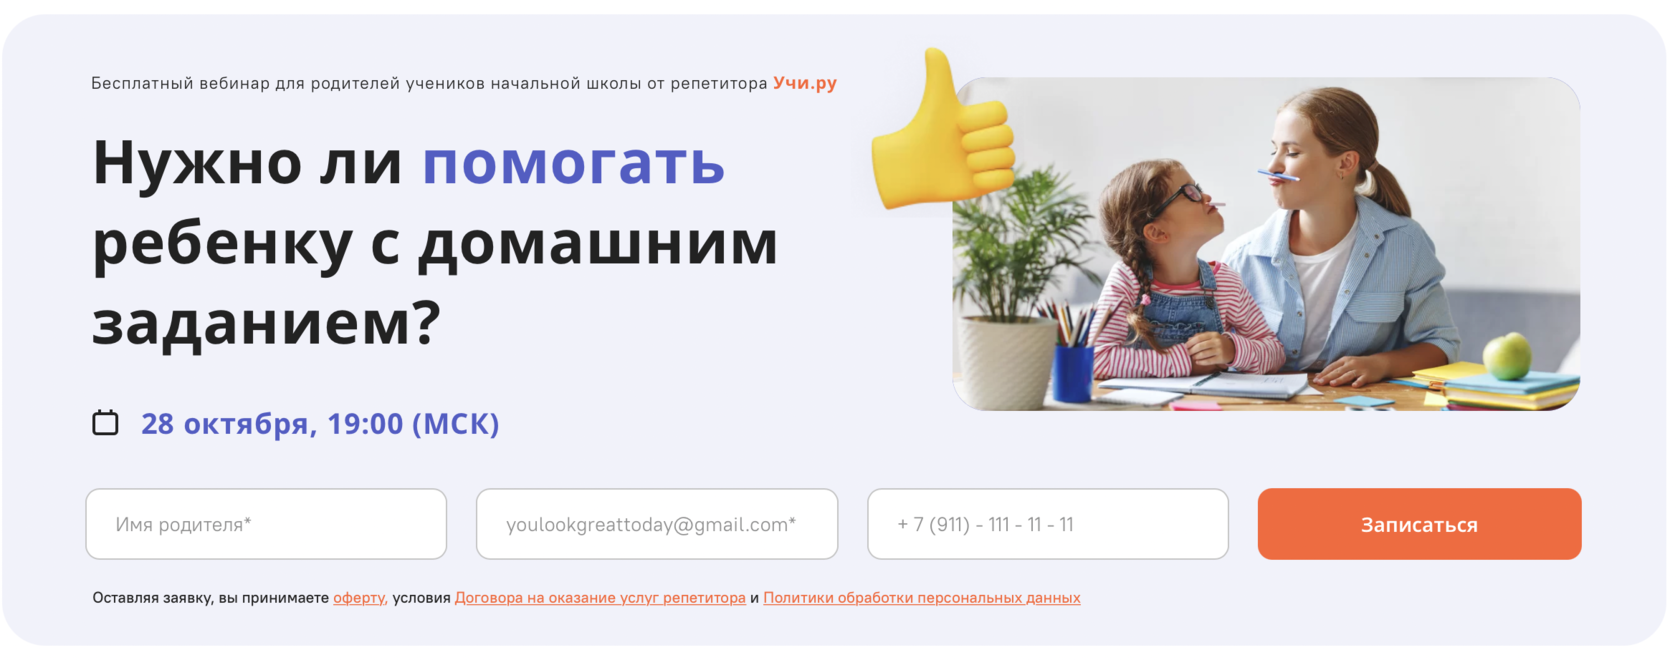 Бесплатный вебинар для родителей учеников начальной школы от репетитора Учи.ру
Нужно ли помогать
ребенку с домашним
заданием?
28 октября, 19:00 (МСК)
Имя родителя*
youlookgreattoday@gmail.com*
+ 7 (911) - 111 - 11 - 11
Записаться
Оставляя заявку, вы принимаете оферту, условия Договора на оказание услуг репетитора и Политики обработки персональных данных